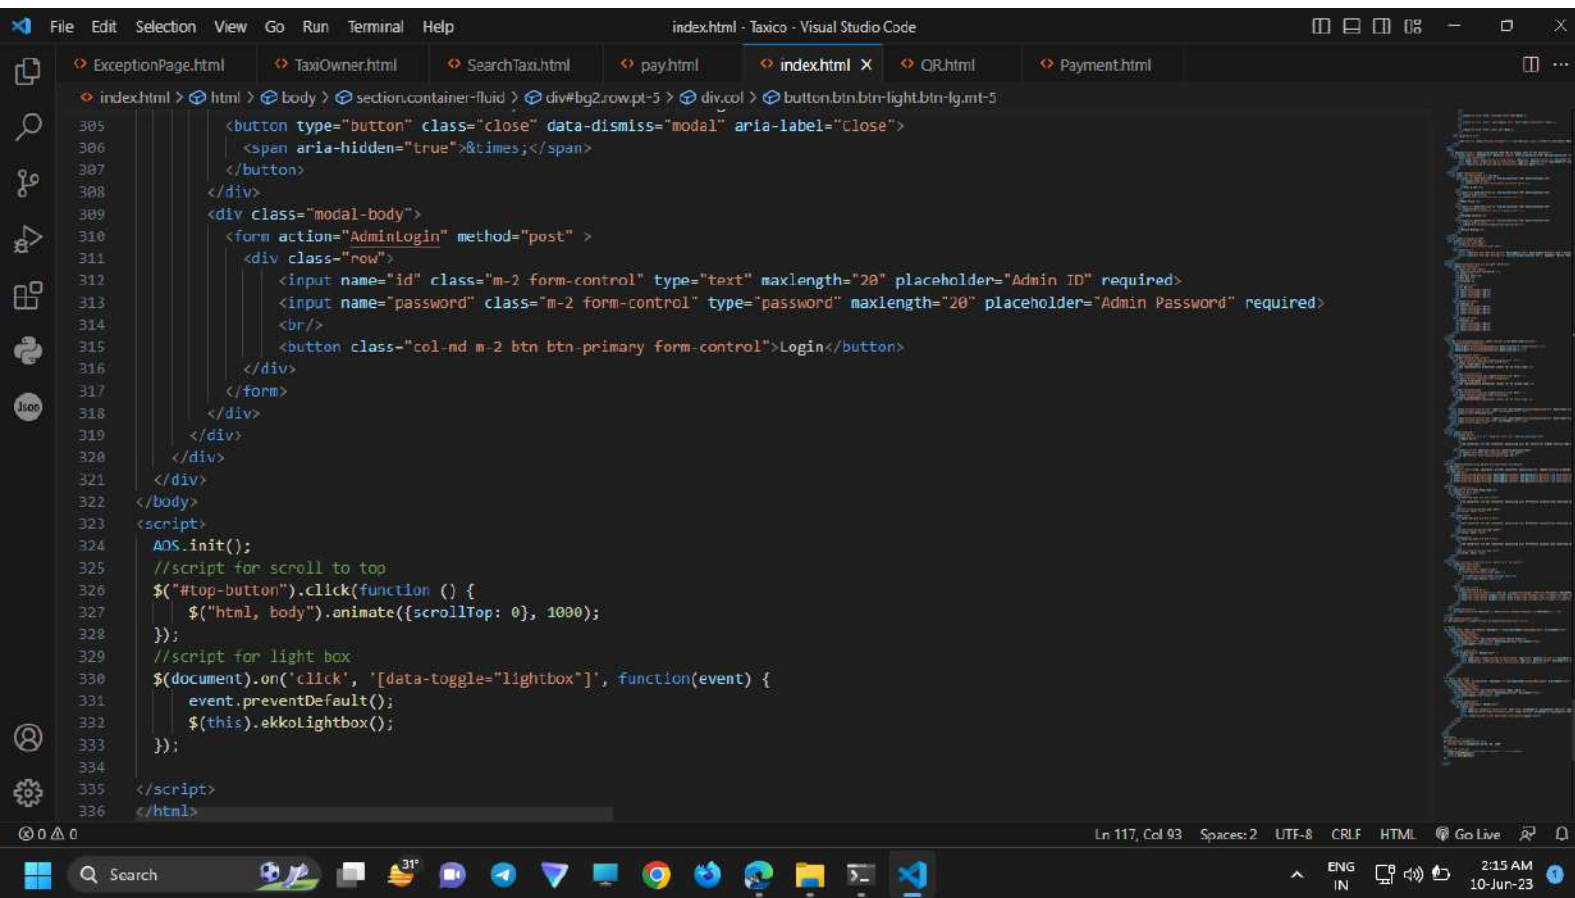 File Edit Selection View Go Run Terminal Help index.html - Taxico - Visual Studio Code
ExceptionPage.html TaxiOwner.html SearchTaxi.html pay.html index.html QR.html Payment.html
index.html > html > body > section.container-fluid > div#bg2.row.pt-5 > div.col > button.btn.btn-light.btn-lg.mt-5
305 <button type="button" class="close" data-dismiss="modal" aria-label="Close">
306 <span aria-hidden="true">&times;</span>
307 </button>
308 </div>
309 <div class="modal-body">
310 <form action="AdminLogin" method="post" >
311 <div class="row">
312 <input name="id" class="m-2 form-control" type="text" maxlength="20" placeholder="Admin ID" required>
313 <input name="password" class="m-2 form-control" type="password" maxlength="20" placeholder="Admin Password" required>
314 <br/>
315 <button class="col-md m-2 btn btn-primary form-control">Login</button>
316 </div>
317 </form>
318 </div>
319 </div>
320 </div>
321 </div>
322 </body>
323 <script>
324 AOS.init();
325 //script for scroll to top
326 $("#top-button").click(function () {
327 $("html, body").animate({scrollTop: 0}, 1000);
328 });
329 //script for light box
330 $(document).on('click', '[data-toggle="lightbox"]', function(event) {
331 event.preventDefault();
332 $(this).ekkoLightbox();
333 });
334
335 </script>
336 </html>
Json
0 0 Ln 117, Col 93 Spaces: 2 UTF-8 CRLF HTML Go Live
Search 31° ENG IN 2:15 AM 10-Jun-23 1